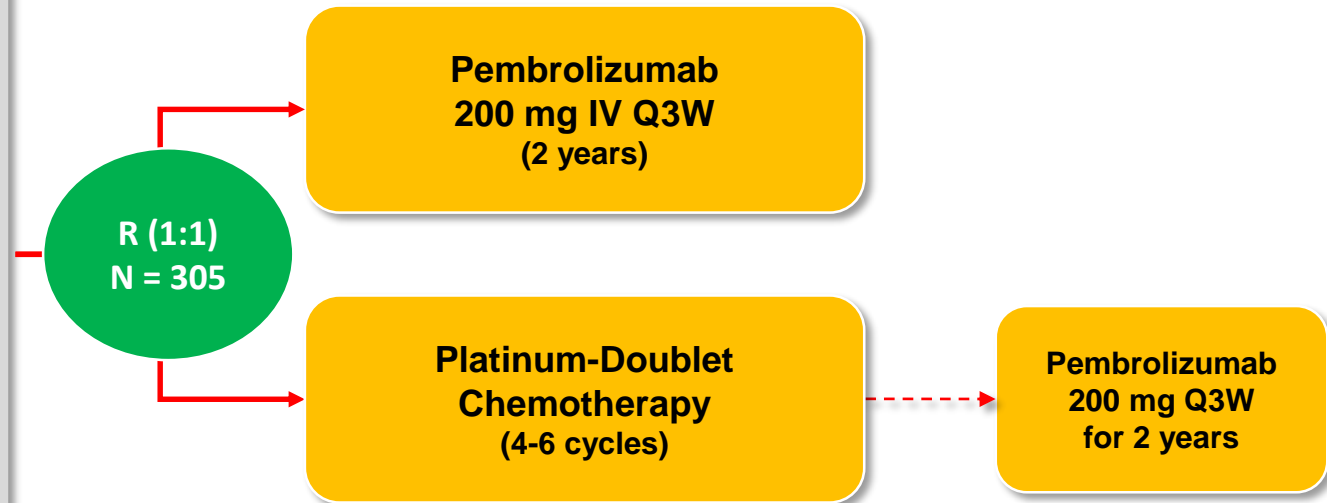 Pembrolizumab
200 mg IV Q3W
(2 years)
R (1:1)
N = 305
Platinum-Doublet
Chemotherapy
(4-6 cycles)
Pembrolizumab
200 mg Q3W
for 2 years